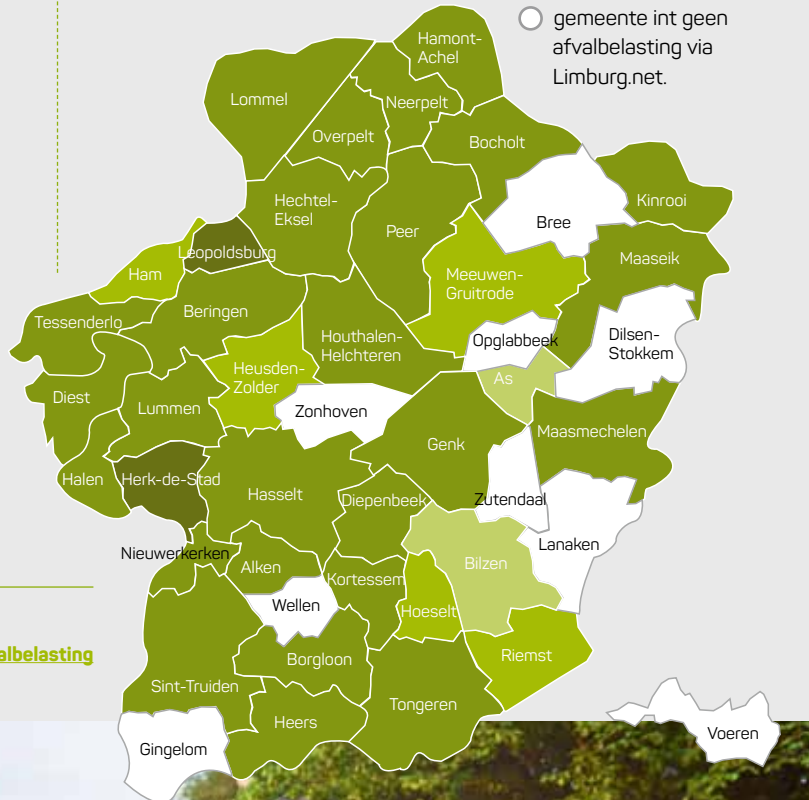 gemeente int geen
afvalbelasting via
Limburg.net.
Hamont-
Achel
Lommel
Neerpelt
Overpelt
Bocholt
Hechtel-
Eksel
Kinrooi
Bree
Peer
Leopoldsburg
Maaseik
Ham
Meeuwen-
Gruitrode
Beringen
Tessenderlo
Houthalen-
Helchteren
Opglabbeek
Dilsen-
Stokkem
Heusden-
Zolder
As
Diest
Lummen
Zonhoven
Genk
Maasmechelen
Halen
Herk-de-Stad
Hasselt
Diepenbeek
Zutendaal
Lanaken
Nieuwerkerken
Alken
Bilzen
Kortessem
Wellen
Hoeselt
albelasting
Borgloon
Riemst
Sint-Truiden
Tongeren
Heers
Voeren
Gingelom